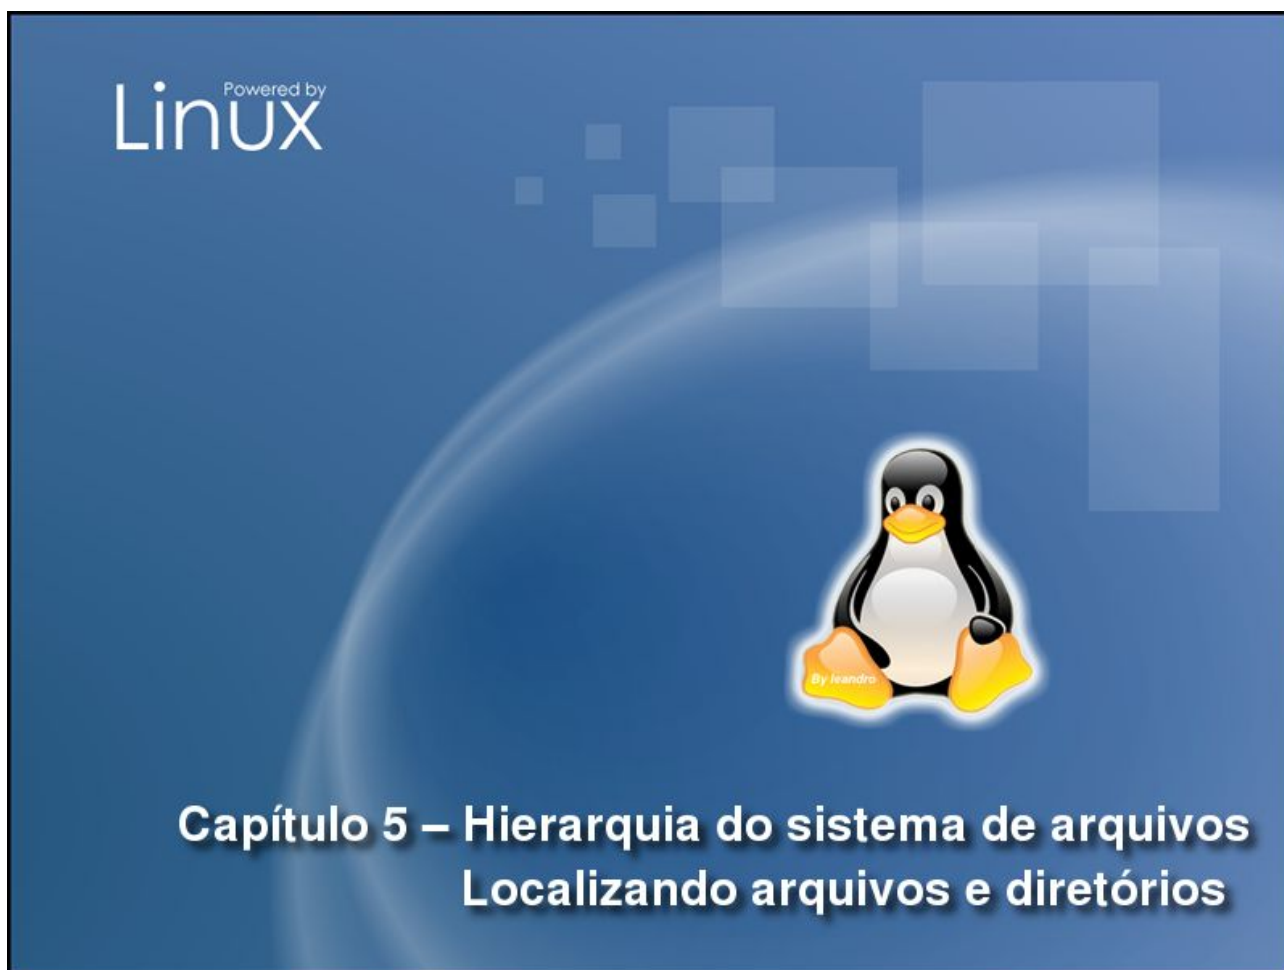 Powered by
Linux
By leandro
Capítulo 5 – Hierarquia do sistema de arquivos
Localizando arquivos e diretórios